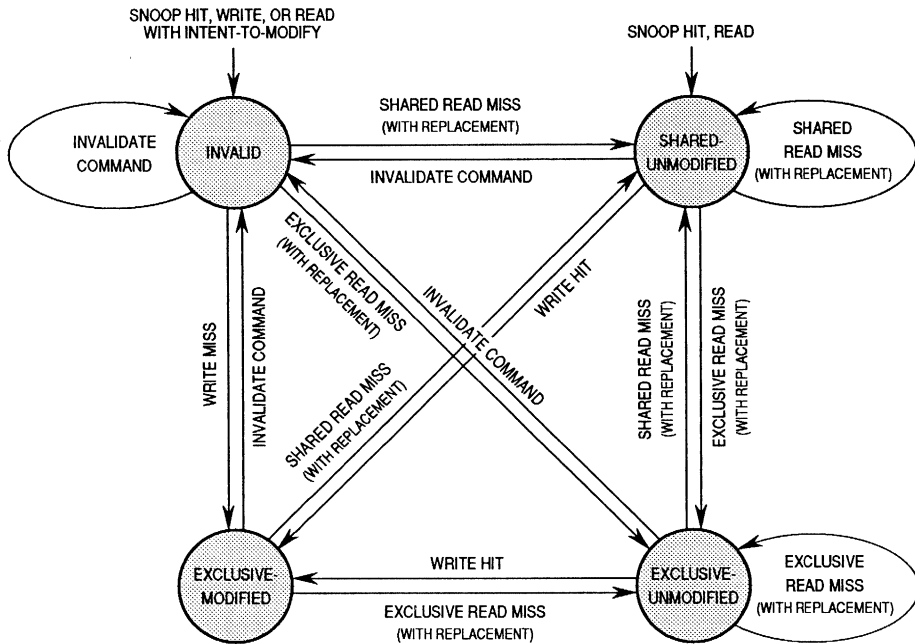 SNOOP HIT, WRITE, OR READ
WITH INTENT-TO-MODIFY
SNOOP HIT, READ
SHARED READ MISS
(WITH REPLACEMENT)
INVALIDATE
COMMAND
INVALID
SHARED-
UNMODIFIED
SHARED
READ MISS
(WITH REPLACEMENT)
INVALIDATE COMMAND
EXCLUSIVE READ MISS
(WITH REPLACEMENT)
INVALIDATE COMMAND
WRITE HIT
WRITE MISS
INVALIDATE COMMAND
SHARED READ MISS
(WITH REPLACEMENT)
SHARED READ MISS
(WITH REPLACEMENT)
EXCLUSIVE READ MISS
(WITH REPLACEMENT)
EXCLUSIVE-
MODIFIED
WRITE HIT
EXCLUSIVE READ MISS
(WITH REPLACEMENT)
EXCLUSIVE-
UNMODIFIED
EXCLUSIVE
READ MISS
(WITH REPLACEMENT)